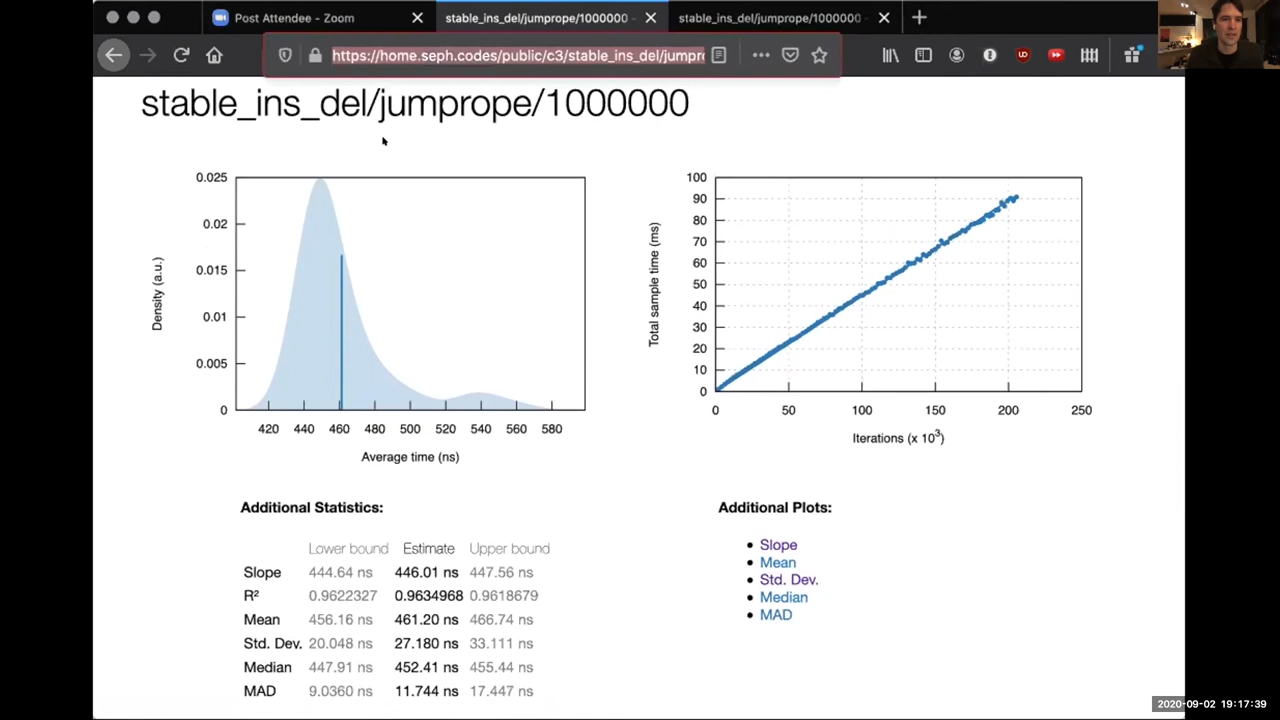 Post Attendee - Zoom
stable_ins_del/jumprope/1000000 -
stable_ins_del/jumprope/1000000
https://home.seph.codes/public/c3/stable_ins_del/jumpr
stable_ins_del/jumprope/1000000
0.025
0.02
0.015
0.01
0.005
0
Density (a.u.)
420 440 460 480 500 520 540 560 580
Average time (ns)
100
90
80
70
60
50
40
30
20
10
0
Total sample time (ms)
0 50 100 150 200 250
Iterations (x 10³)
Additional Statistics:
Lower bound Estimate Upper bound
Slope 444.64 ns 446.01 ns 447.56 ns
R² 0.9622327 0.9634968 0.9618679
Mean 456.16 ns 461.20 ns 466.74 ns
Std. Dev. 20.048 ns 27.180 ns 33.111 ns
Median 447.91 ns 452.41 ns 455.44 ns
MAD 9.0360 ns 11.744 ns 17.447 ns
Additional Plots:
• Slope
• Mean
• Std. Dev.
• Median
• MAD
2020-09-02 19:17:39